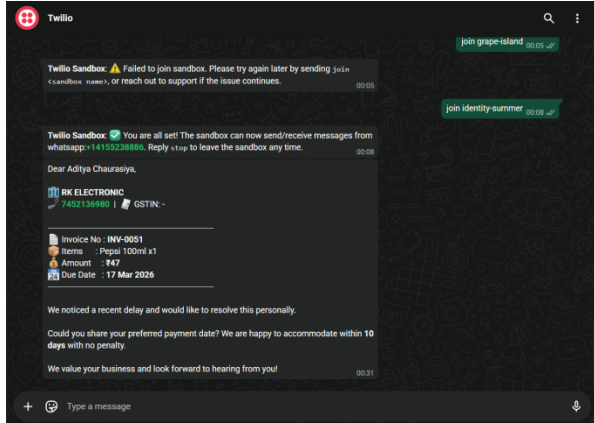 Twilio
join grape-island 00:05
Twilio Sandbox: ⚠️ Failed to join sandbox. Please try again later by sending join
<sandbox name>, or reach out to support if the issue continues. 00:05
join identity-summer 00:08
Twilio Sandbox: ✅ You are all set! The sandbox can now send/receive messages from
whatsapp:+14155238886. Reply stop to leave the sandbox any time. 00:08
Dear Aditya Chaurasiya,
RK ELECTRONIC
7452136980 | GSTIN: -
Invoice No : INV-0051
Items : Pepsi 100ml x1
Amount : ₹47
Due Date : 17 Mar 2026
We noticed a recent delay and would like to resolve this personally.
Could you share your preferred payment date? We are happy to accommodate within 10
days with no penalty.
We value your business and look forward to hearing from you! 00:31
Type a message